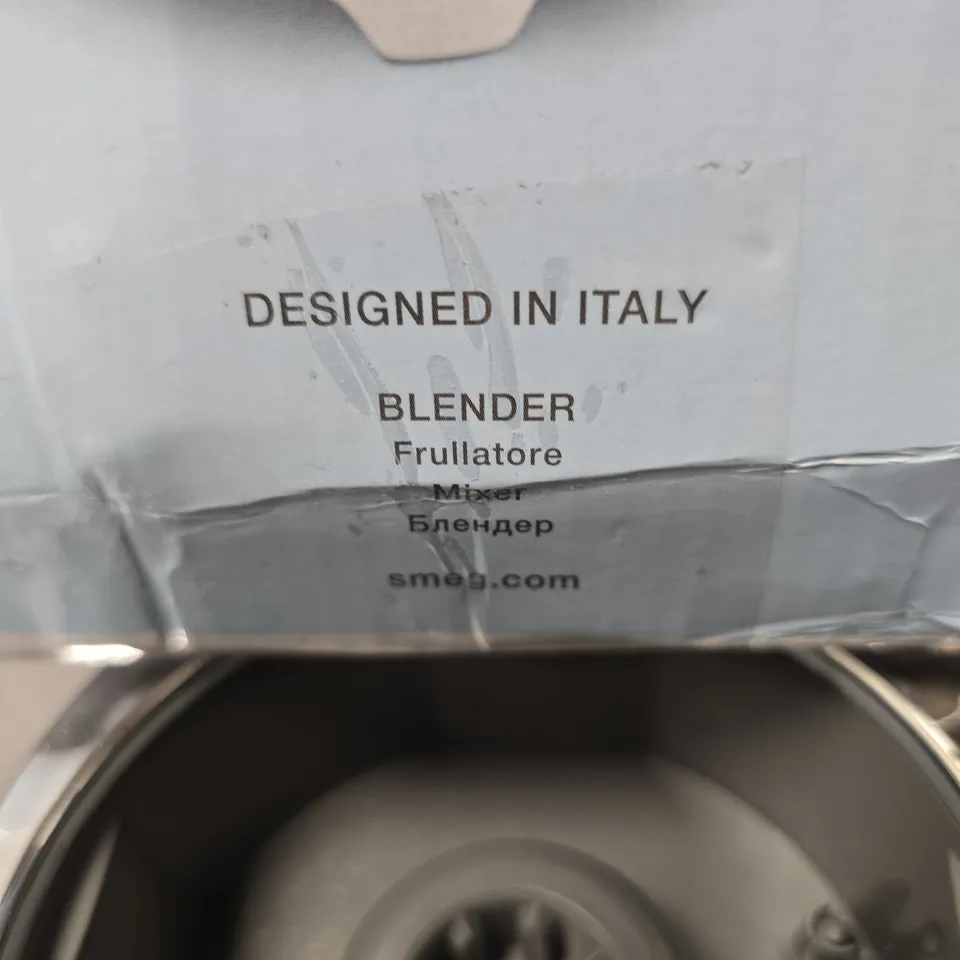 DESIGNED IN ITALY
BLENDER
Frullatore
Mixer
Блендер
smeg.com